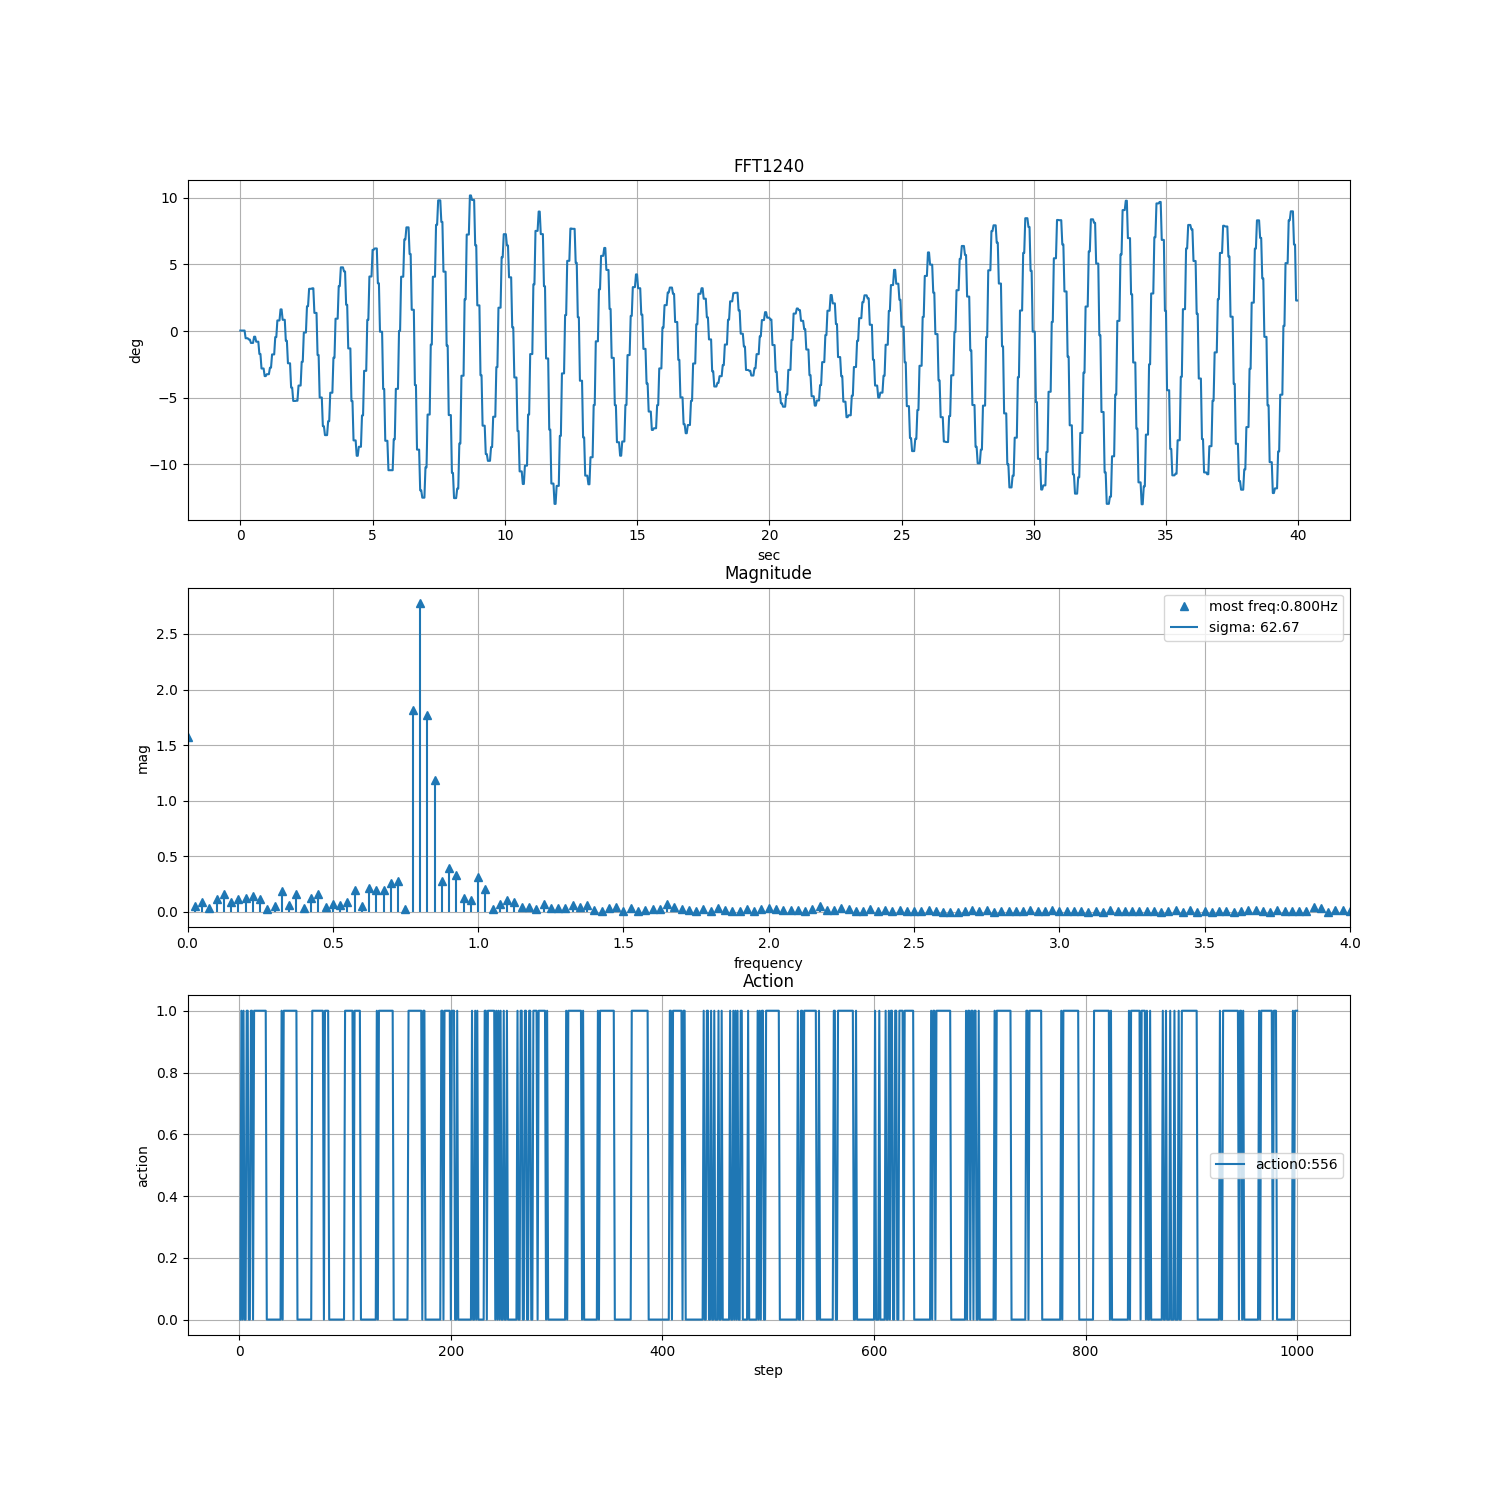 FFT1240
10
5
0
−5
−10
deg
0 5 10 15 20 25 30 35 40
sec
Magnitude
most freq:0.800Hz
sigma: 62.67
2.5
2.0
1.5
1.0
0.5
0.0
mag
0.0 0.5 1.0 1.5 2.0 2.5 3.0 3.5 4.0
frequency
Action
1.0
0.8
0.6
0.4
0.2
0.0
action
action0:556
0 200 400 600 800 1000
step